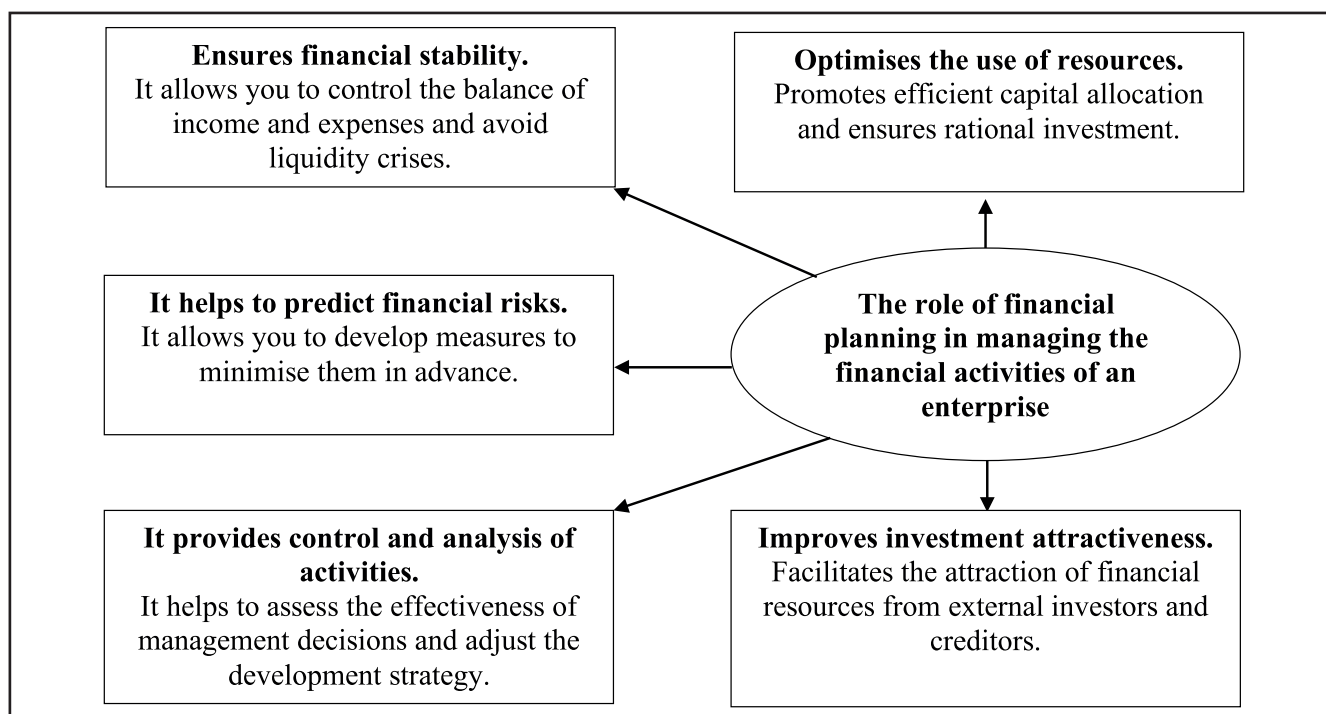 Ensures financial stability.
It allows you to control the balance of
income and expenses and avoid
liquidity crises.
Optimises the use of resources.
Promotes efficient capital allocation
and ensures rational investment.
It helps to predict financial risks.
It allows you to develop measures to
minimise them in advance.
The role of financial
planning in managing the
financial activities of an
enterprise
It provides control and analysis of
activities.
It helps to assess the effectiveness of
management decisions and adjust the
development strategy.
Improves investment attractiveness.
Facilitates the attraction of financial
resources from external investors and
creditors.